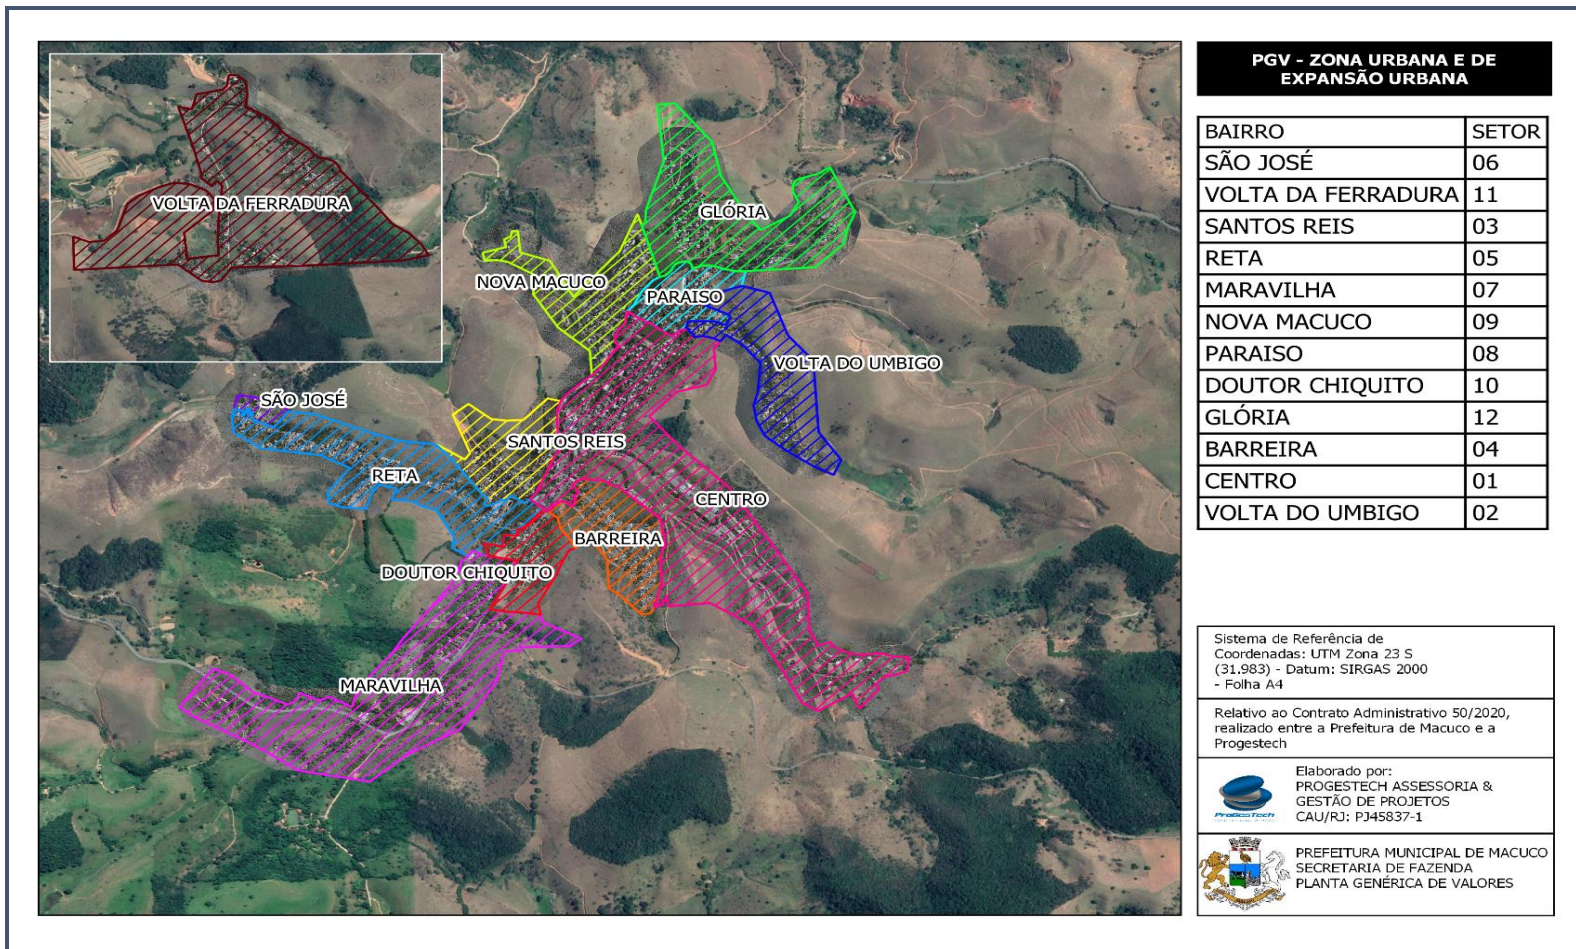 VOLTA DA FERRADURA
GLÓRIA
NOVA MACUCO
PARAISO
VOLTA DO UMBIGO
SÃO JOSÉ
SANTOS REIS
RETA
CENTRO
BARREIRA
DOUTOR CHIQUITO
MARAVILHA
PGV - ZONA URBANA E DE
EXPANSÃO URBANA
BAIRRO SETOR
SÃO JOSÉ 06
VOLTA DA FERRADURA 11
SANTOS REIS 03
RETA 05
MARAVILHA 07
NOVA MACUCO 09
PARAISO 08
DOUTOR CHIQUITO 10
GLÓRIA 12
BARREIRA 04
CENTRO 01
VOLTA DO UMBIGO 02
Sistema de Referência de
Coordenadas: UTM Zona 23 S
(31.983) - Datum: SIRGAS 2000
- Folha A4
Relativo ao Contrato Administrativo 50/2020,
realizado entre a Prefeitura de Macuco e a
Progestech
ProGesTech
Elaborado por:
PROGESTECH ASSESSORIA &
GESTÃO DE PROJETOS
CAU/RJ: PJ45837-1
PREFEITURA MUNICIPAL DE MACUCO
SECRETARIA DE FAZENDA
PLANTA GENÉRICA DE VALORES